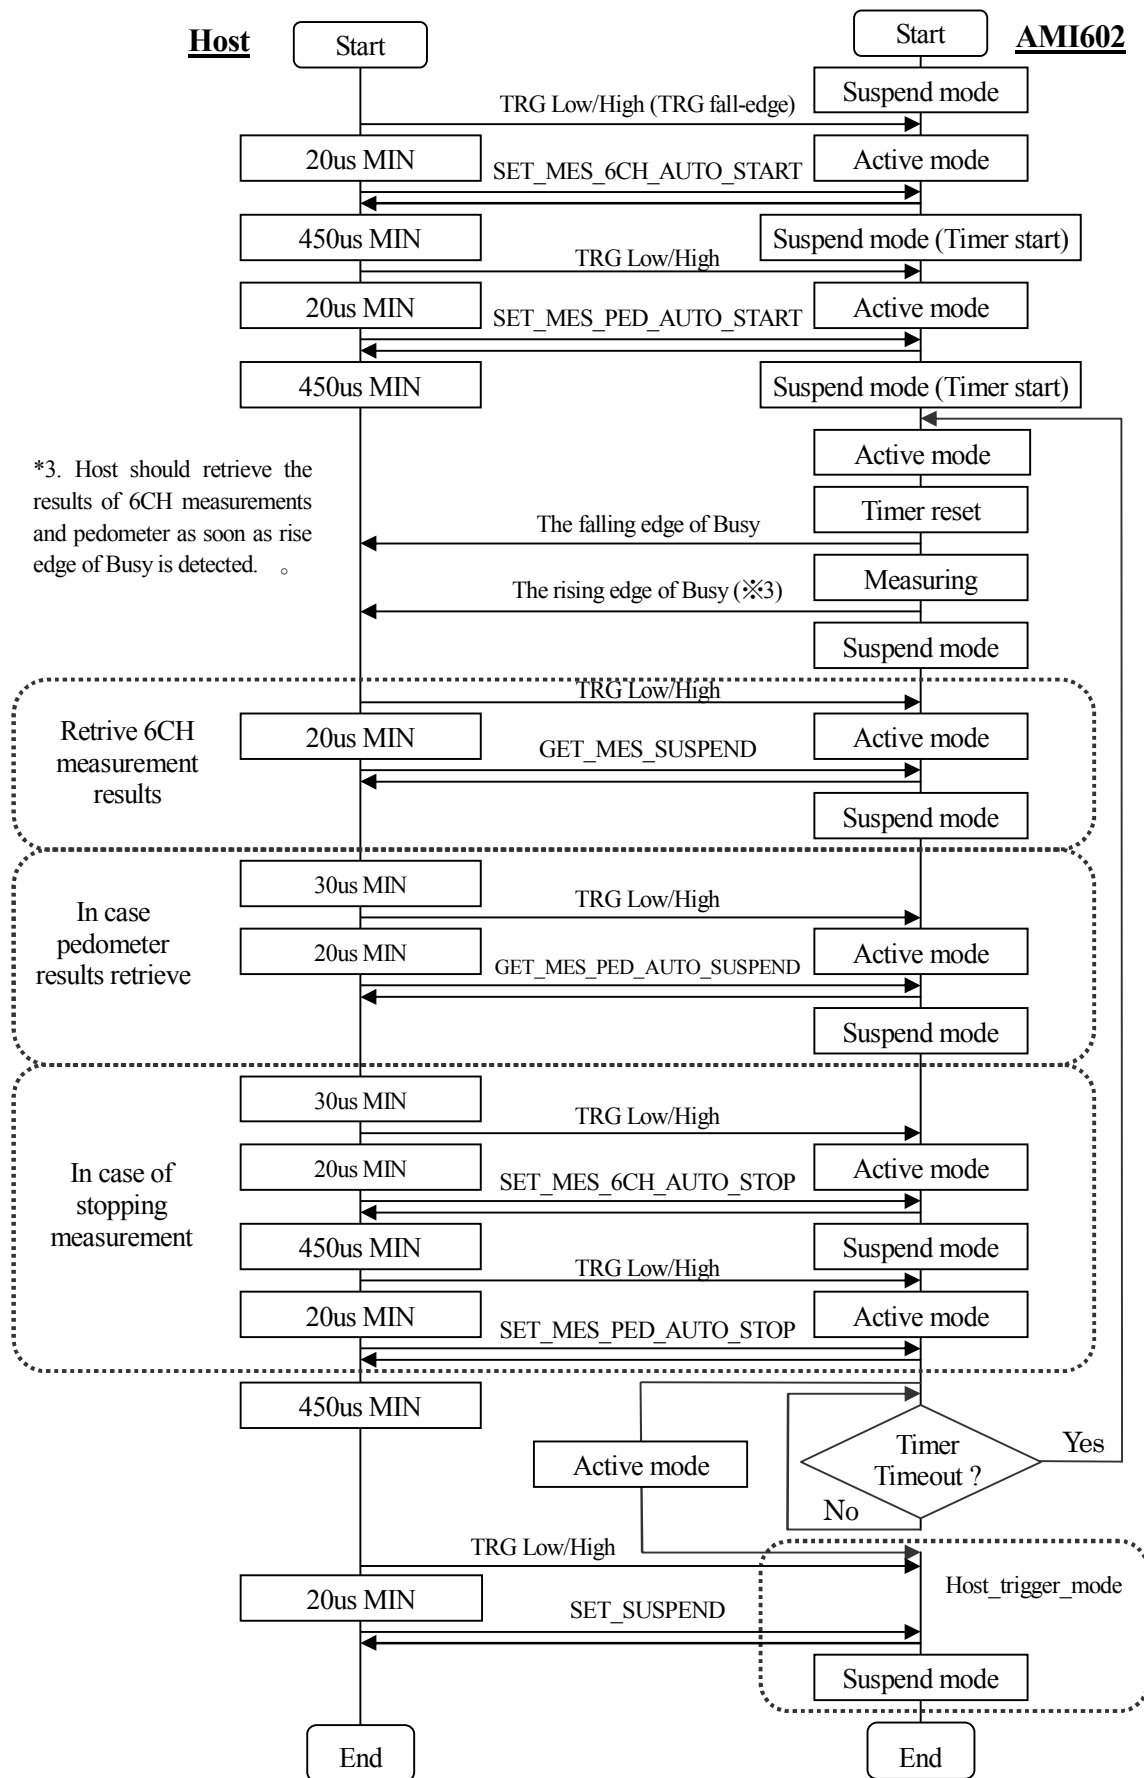 Host
Start
Start
AMI602
Suspend mode
TRG Low/High (TRG fall-edge)
20us MIN
Active mode
SET_MES_6CH_AUTO_START
450us MIN
Suspend mode (Timer start)
TRG Low/High
20us MIN
Active mode
SET_MES_PED_AUTO_START
450us MIN
Suspend mode (Timer start)
*3. Host should retrieve the
results of 6CH measurements
and pedometer as soon as rise
edge of Busy is detected. 。
Active mode
Timer reset
The falling edge of Busy
Measuring
The rising edge of Busy (※3)
Suspend mode
TRG Low/High
Retrive 6CH
measurement
results
20us MIN
Active mode
GET_MES_SUSPEND
Suspend mode
30us MIN
TRG Low/High
In case
pedometer
results retrieve
20us MIN
Active mode
GET_MES_PED_AUTO_SUSPEND
Suspend mode
30us MIN
TRG Low/High
In case of
stopping
measurement
20us MIN
Active mode
SET_MES_6CH_AUTO_STOP
450us MIN
Suspend mode
TRG Low/High
20us MIN
Active mode
SET_MES_PED_AUTO_STOP
450us MIN
Active mode
Timer
Timeout ?
Yes
No
TRG Low/High
Host_trigger_mode
20us MIN
SET_SUSPEND
Suspend mode
End
End